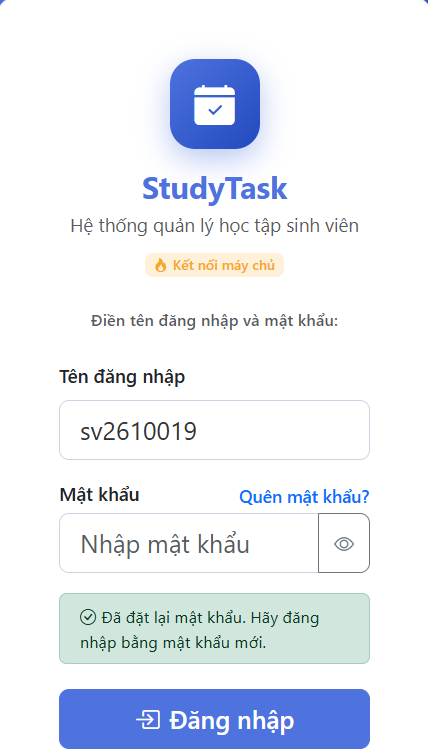 StudyTask
Hệ thống quản lý học tập sinh viên
Kết nối máy chủ
Điền tên đăng nhập và mật khẩu:
Tên đăng nhập
sv2610019
Mật khẩu
Quên mật khẩu?
Nhập mật khẩu
Đã đặt lại mật khẩu. Hãy đăng
nhập bằng mật khẩu mới.
Đăng nhập